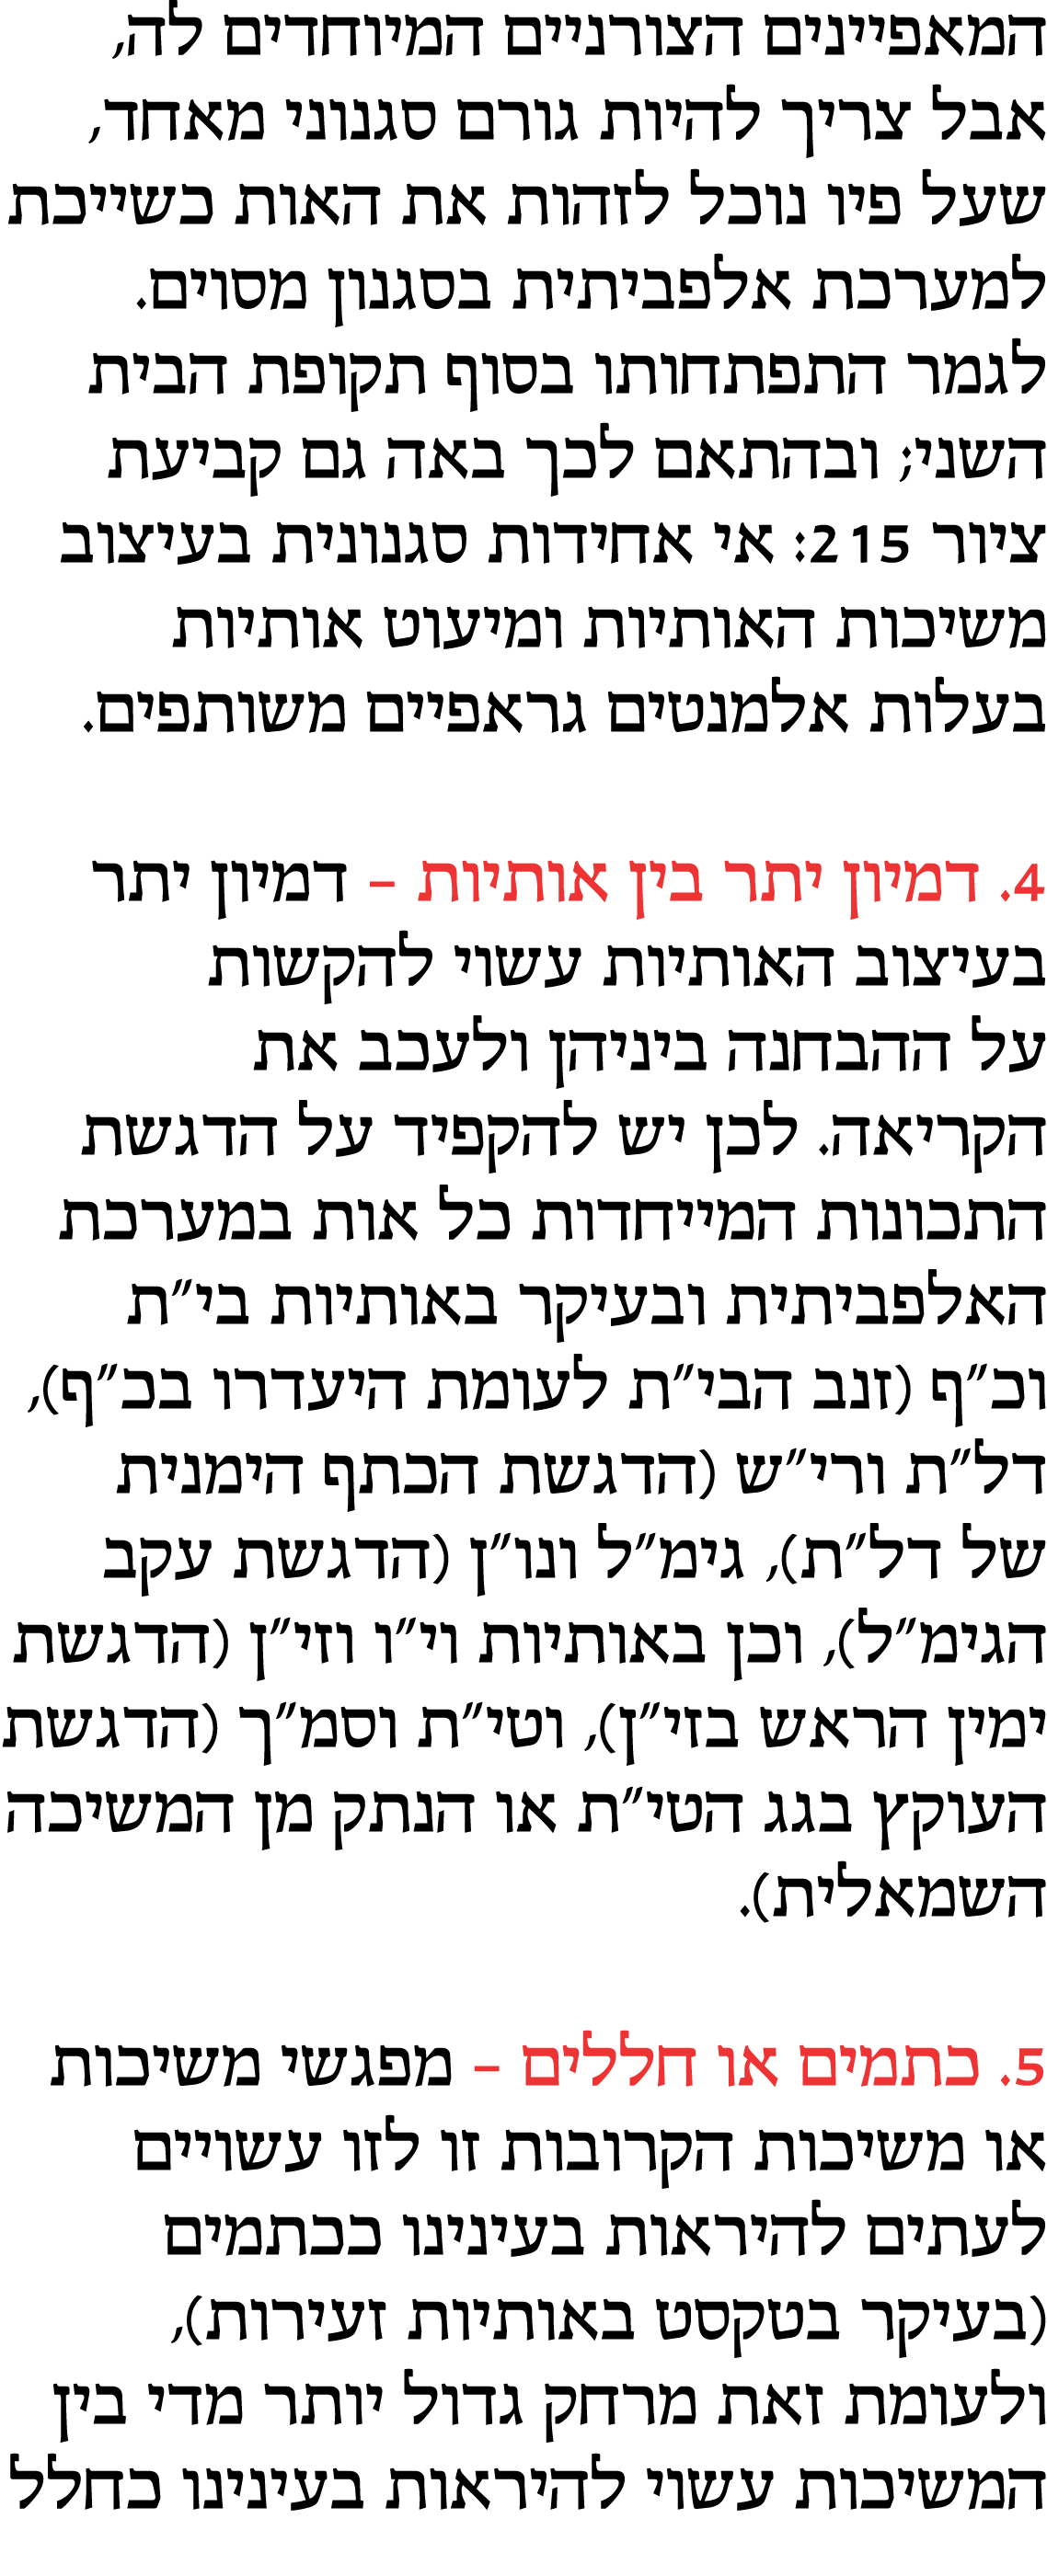 המאפיינים הצורניים המיוחדים לה,
אבל צריך להיות גורם סגנוני מאחד,
שעל פיו נוכל לזהות את האות כשייכת
למערכת אלפביתית בסגנון מסוים.
לגמר התפתחותו בסוף תקופת הבית
השני; ובהתאם לכך באה גם קביעת
ציור 215: אי אחידות סגנונית בעיצוב
משיכות האותיות ומיעוט אותיות
בעלות אלמנטים גראפיים משותפים.

4. דמיון יתר בין אותיות – דמיון יתר
בעיצוב האותיות עשוי להקשות
על ההבחנה ביניהן ולעכב את
הקריאה. לכן יש להקפיד על הדגשת
התכונות המייחדות כל אות במערכת
האלפביתית ובעיקר באותיות בי״ת
וכ״ף (זנב הבי״ת לעומת היעדרו בכ״ף),
דל״ת ורי״ש (הדגשת הכתף הימנית
של דל״ת), גימ״ל ונו״ן (הדגשת עקב
הגימ״ל), וכן באותיות וי״ו וזי״ן (הדגשת
ימין הראש בזי״ן), וטי״ת וסמ״ך (הדגשת
העוקץ בגג הטי״ת או הנתק מן המשיכה
השמאלית).

5. כתמים או חללים – מפגשי משיכות
או משיכות הקרובות זו לזו עשויים
לעתים להיראות בעינינו ככתמים
(בעיקר בטקסט באותיות זעירות),
ולעומת זאת מרחק גדול יותר מדי בין
המשיכות עשוי להיראות בעינינו כחלל